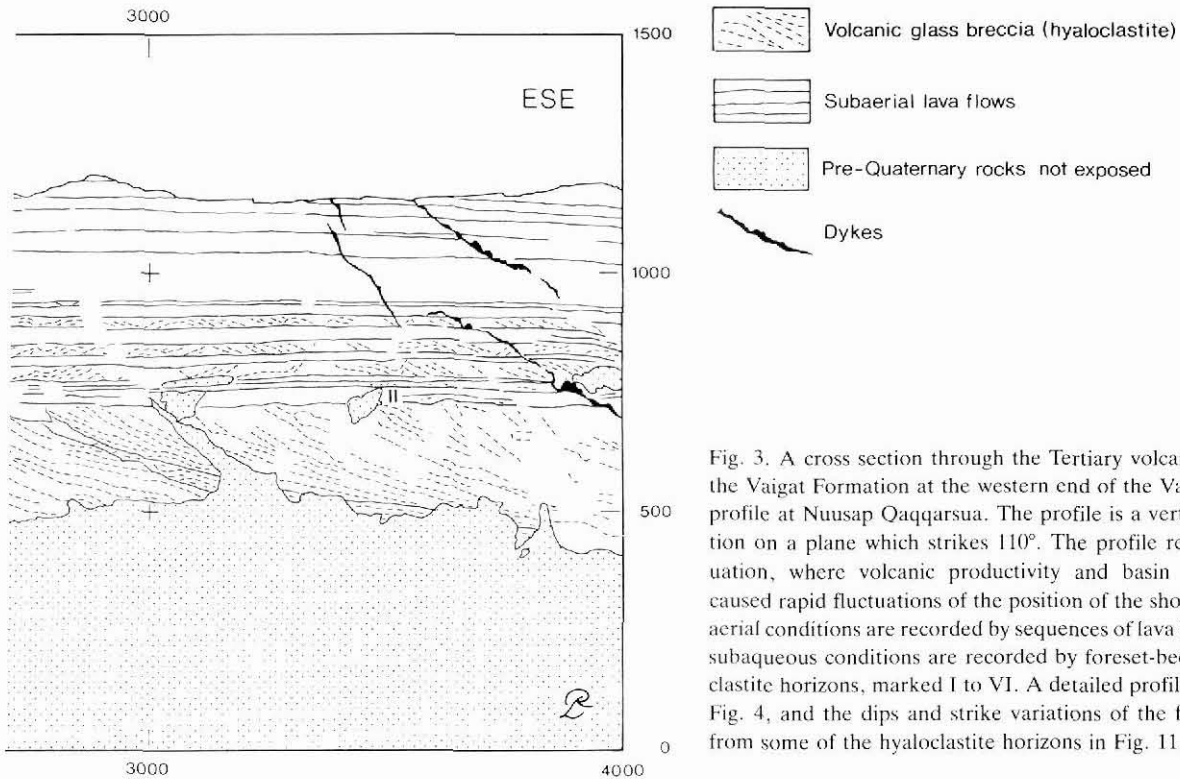 3000
1500
ESE
1000
II
500
0
3000
4000
Volcanic glass breccia (hyaloclastite)
Subaerial lava flows
Pre-Quaternary rocks not exposed
Dykes
Fig. 3. A cross section through the Tertiary volca
the Vaigat Formation at the western end of the Va
profile at Nuusap Qaqqarsua. The profile is a vert
tion on a plane which strikes 110°. The profile re
uation, where volcanic productivity and basin
caused rapid fluctuations of the position of the sho
aerial conditions are recorded by sequences of lava
subaqueous conditions are recorded by foreset-bec
clastite horizons, marked I to VI. A detailed profil
Fig. 4, and the dips and strike variations of the f
from some of the hyaloclastite horizons in Fig. 11